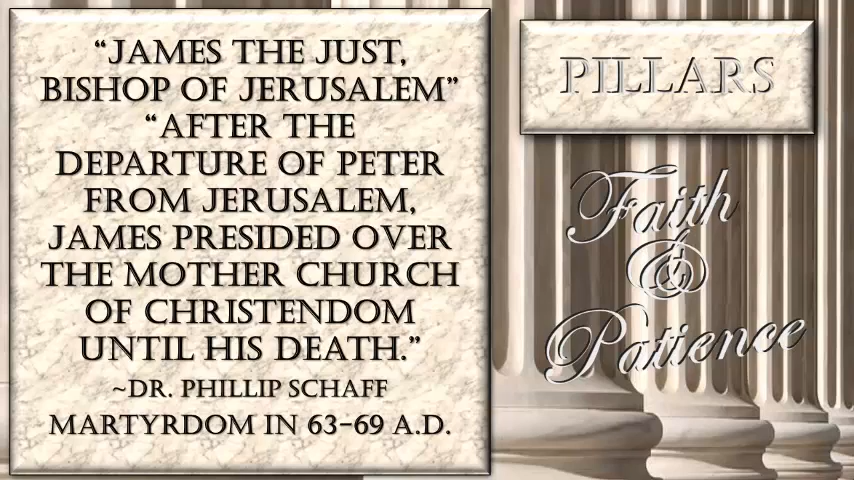 “JAMES THE JUST,
BISHOP OF JERUSALEM”
“AFTER THE
DEPARTURE OF PETER
FROM JERUSALEM,
JAMES PRESIDED OVER
THE MOTHER CHURCH
OF CHRISTENDOM
UNTIL HIS DEATH.”
~DR. PHILLIP SCHAFF
MARTYRDOM IN 63-69 A.D.
PILLARS
Faith
&
Patience